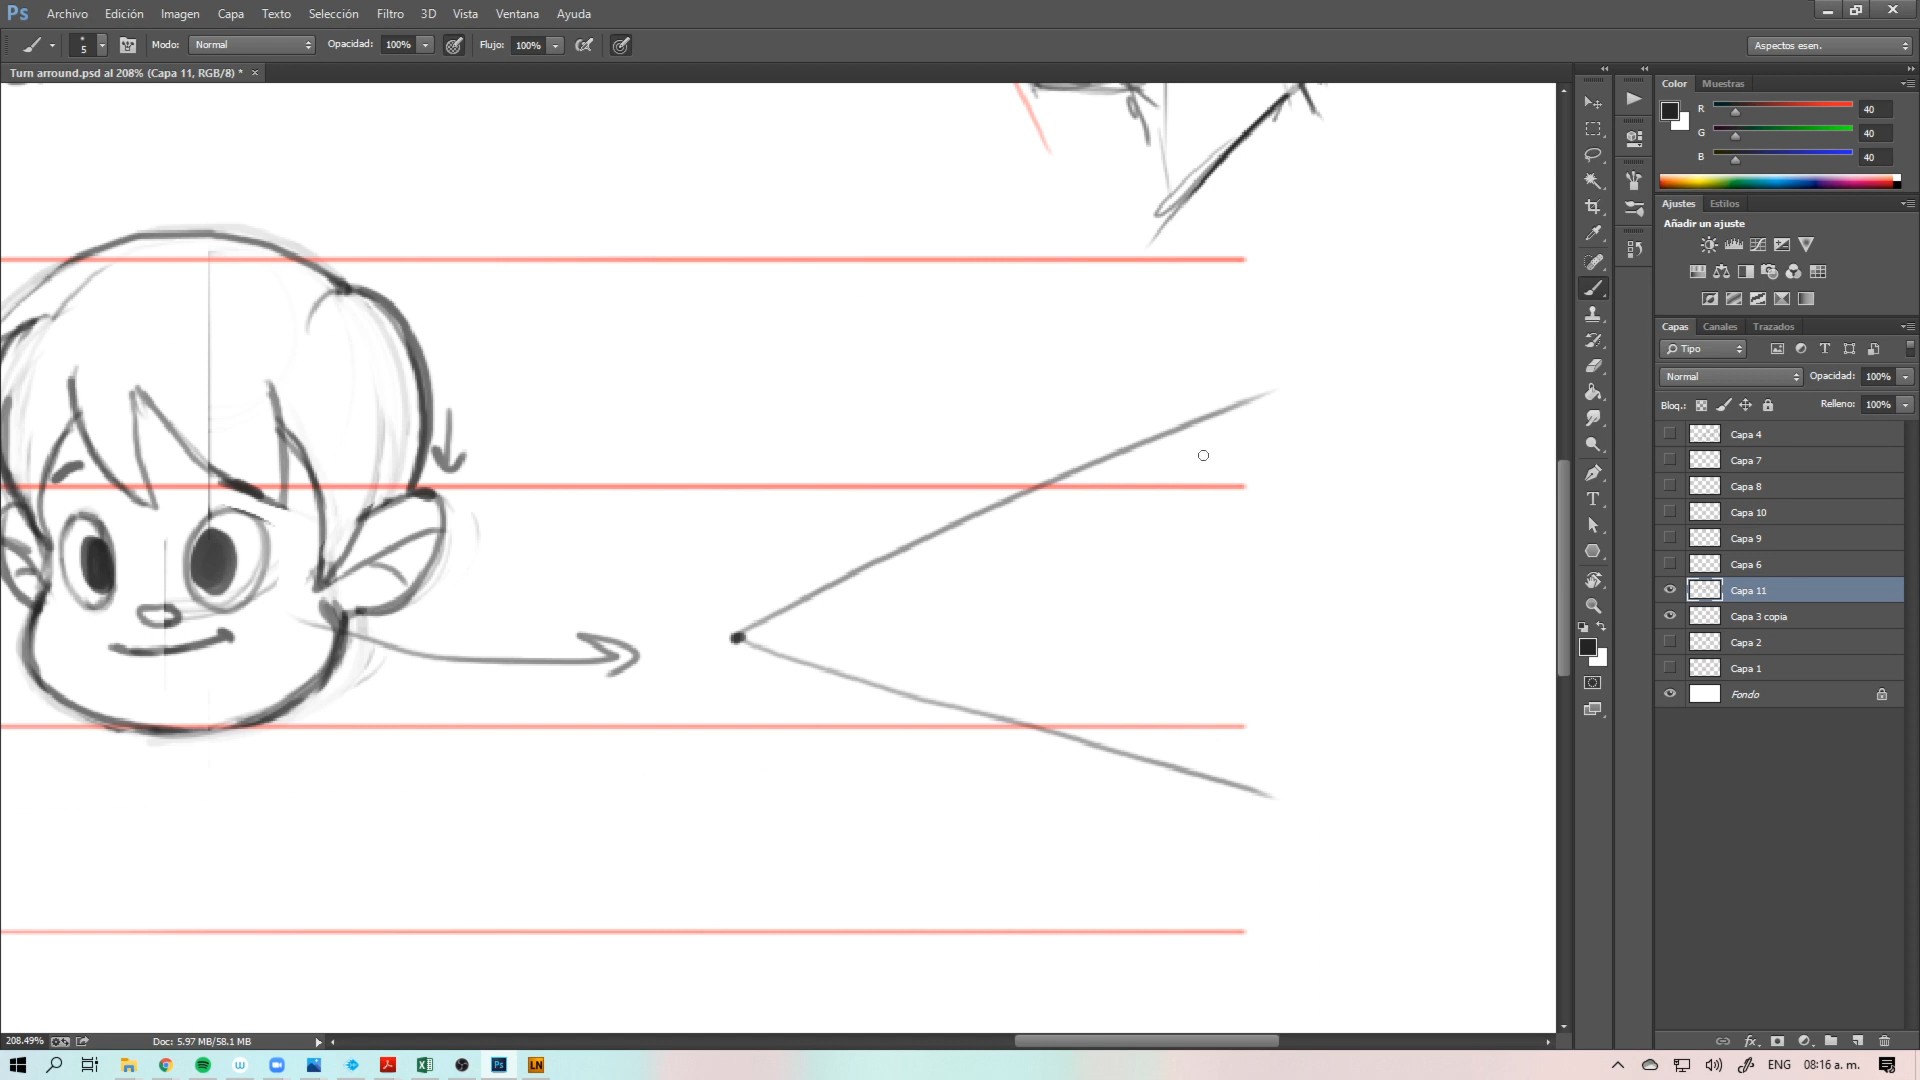 Ps Archivo Edición Imagen Capa Texto Selección Filtro 3D Vista Ventana Ayuda
5 Modo: Normal Opacidad: 100% Flujo: 100% Aspectos esen.
Turn arround.psd al 208% (Capa 11, RGB/8) * ×
Color Muestras
R 40
G 40
B 40
Ajustes Estilos
Añadir un ajuste
Capas Canales Trazados
Tipo
Normal Opacidad: 100%
Bloq.: Relleno: 100%
Capa 4
Capa 7
Capa 8
Capa 10
Capa 9
Capa 6
Capa 11
Capa 3 copia
Capa 2
Capa 1
Fondo
208.49% Doc: 5.97 MB/58.1 MB
ENG 08:16 a. m.